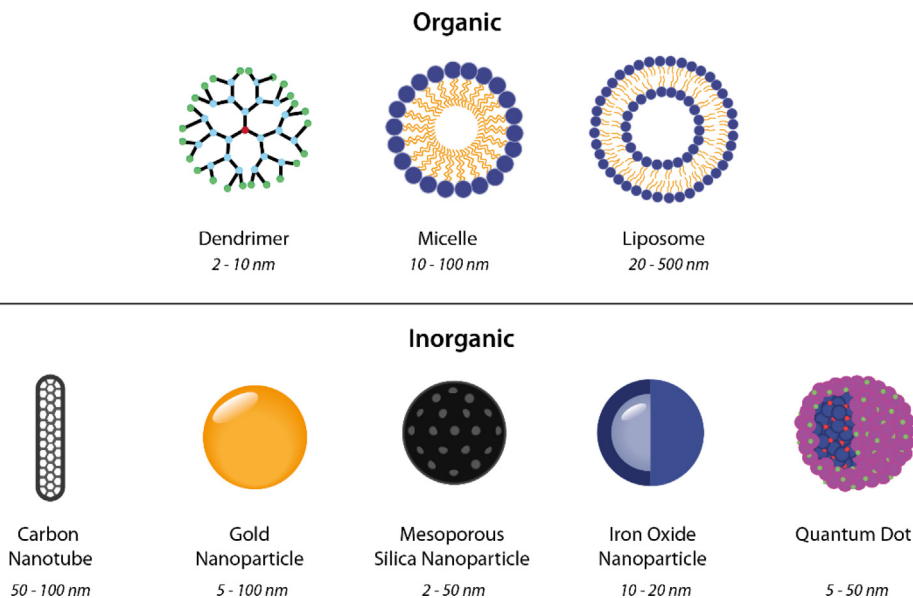 Organic
Dendrimer
2 - 10 nm
Micelle
10 - 100 nm
Liposome
20 - 500 nm
Inorganic
Carbon
Nanotube
50 - 100 nm
Gold
Nanoparticle
5 - 100 nm
Mesoporous
Silica Nanoparticle
2 - 50 nm
Iron Oxide
Nanoparticle
10 - 20 nm
Quantum Dot
5 - 50 nm